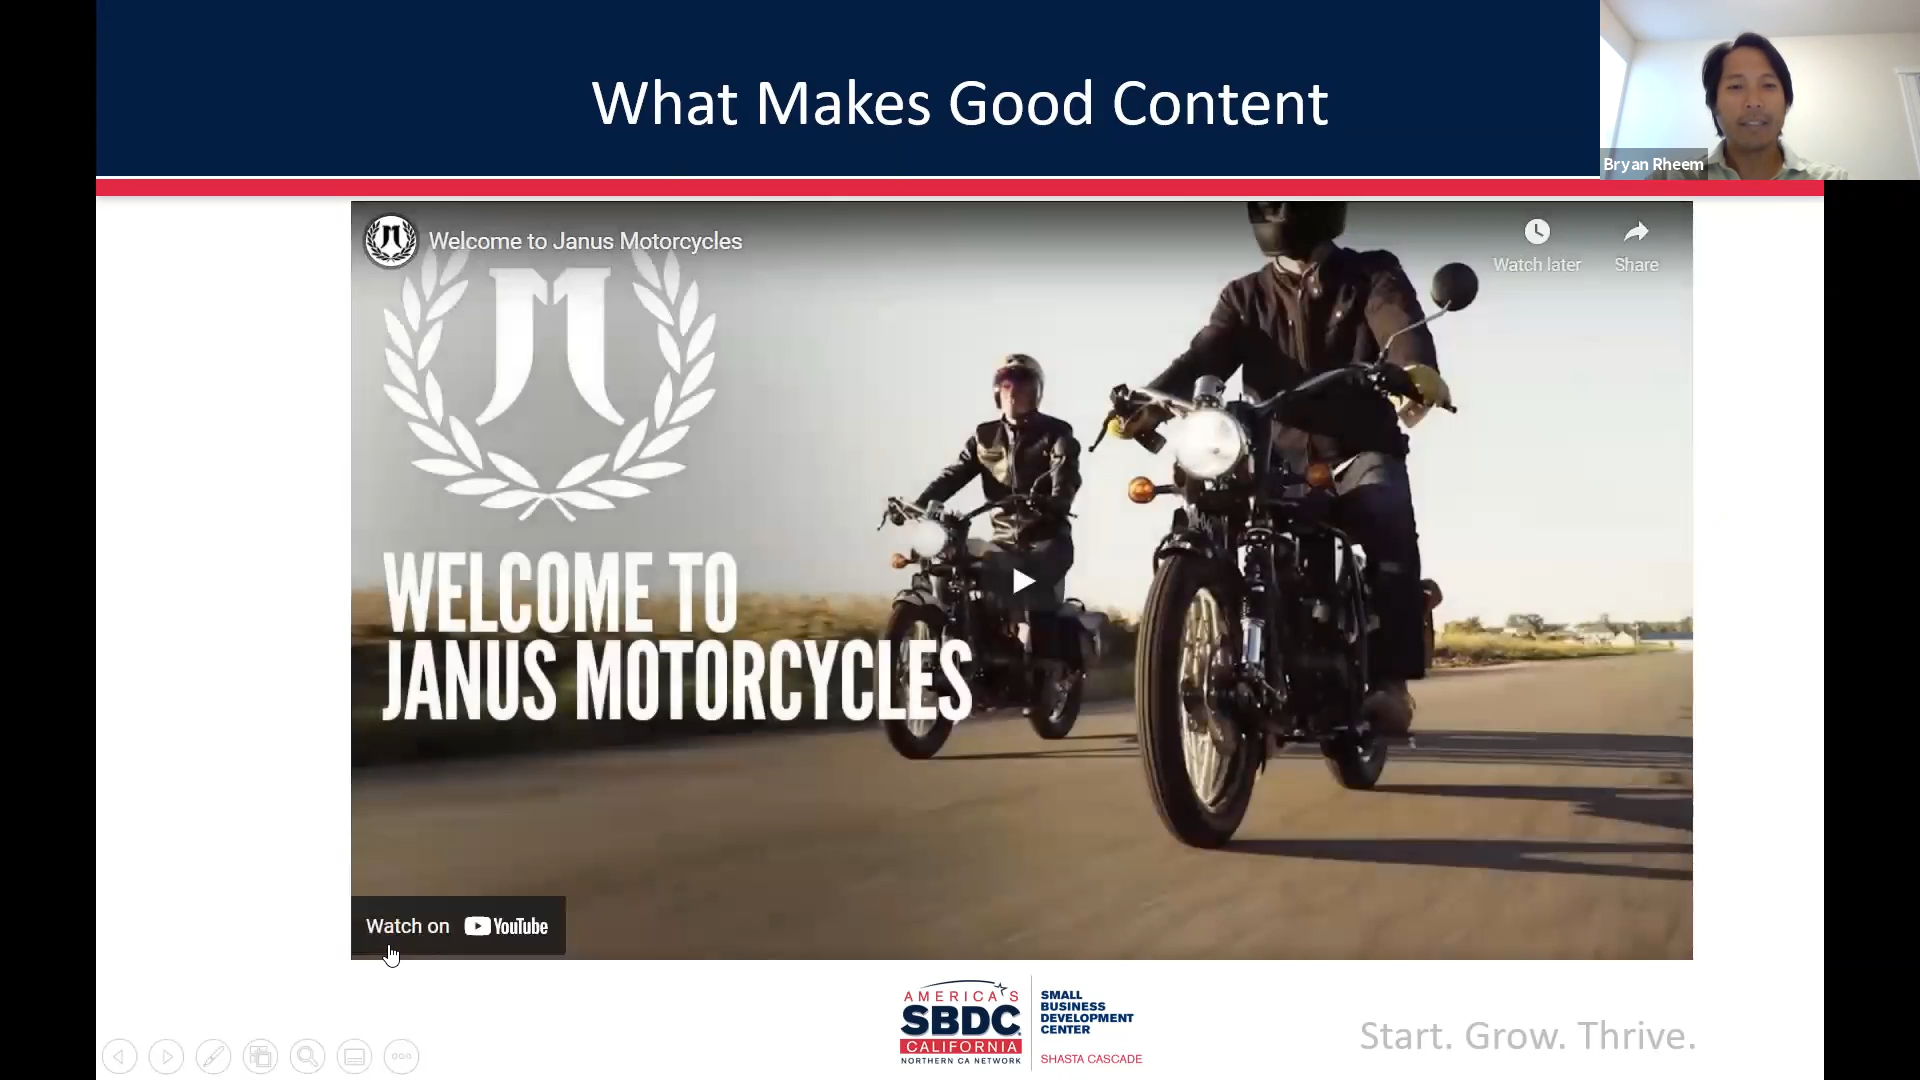 What Makes Good Content
Bryan Rheem
Welcome to Janus Motorcycles
Watch later
Share
WELCOME TO
JANUS MOTORCYCLES
Watch on YouTube
AMERICA'S
SBDC
CALIFORNIA
NORTHERN CA NETWORK
SMALL
BUSINESS
DEVELOPMENT
CENTER
SHASTA CASCADE
Start. Grow. Thrive.